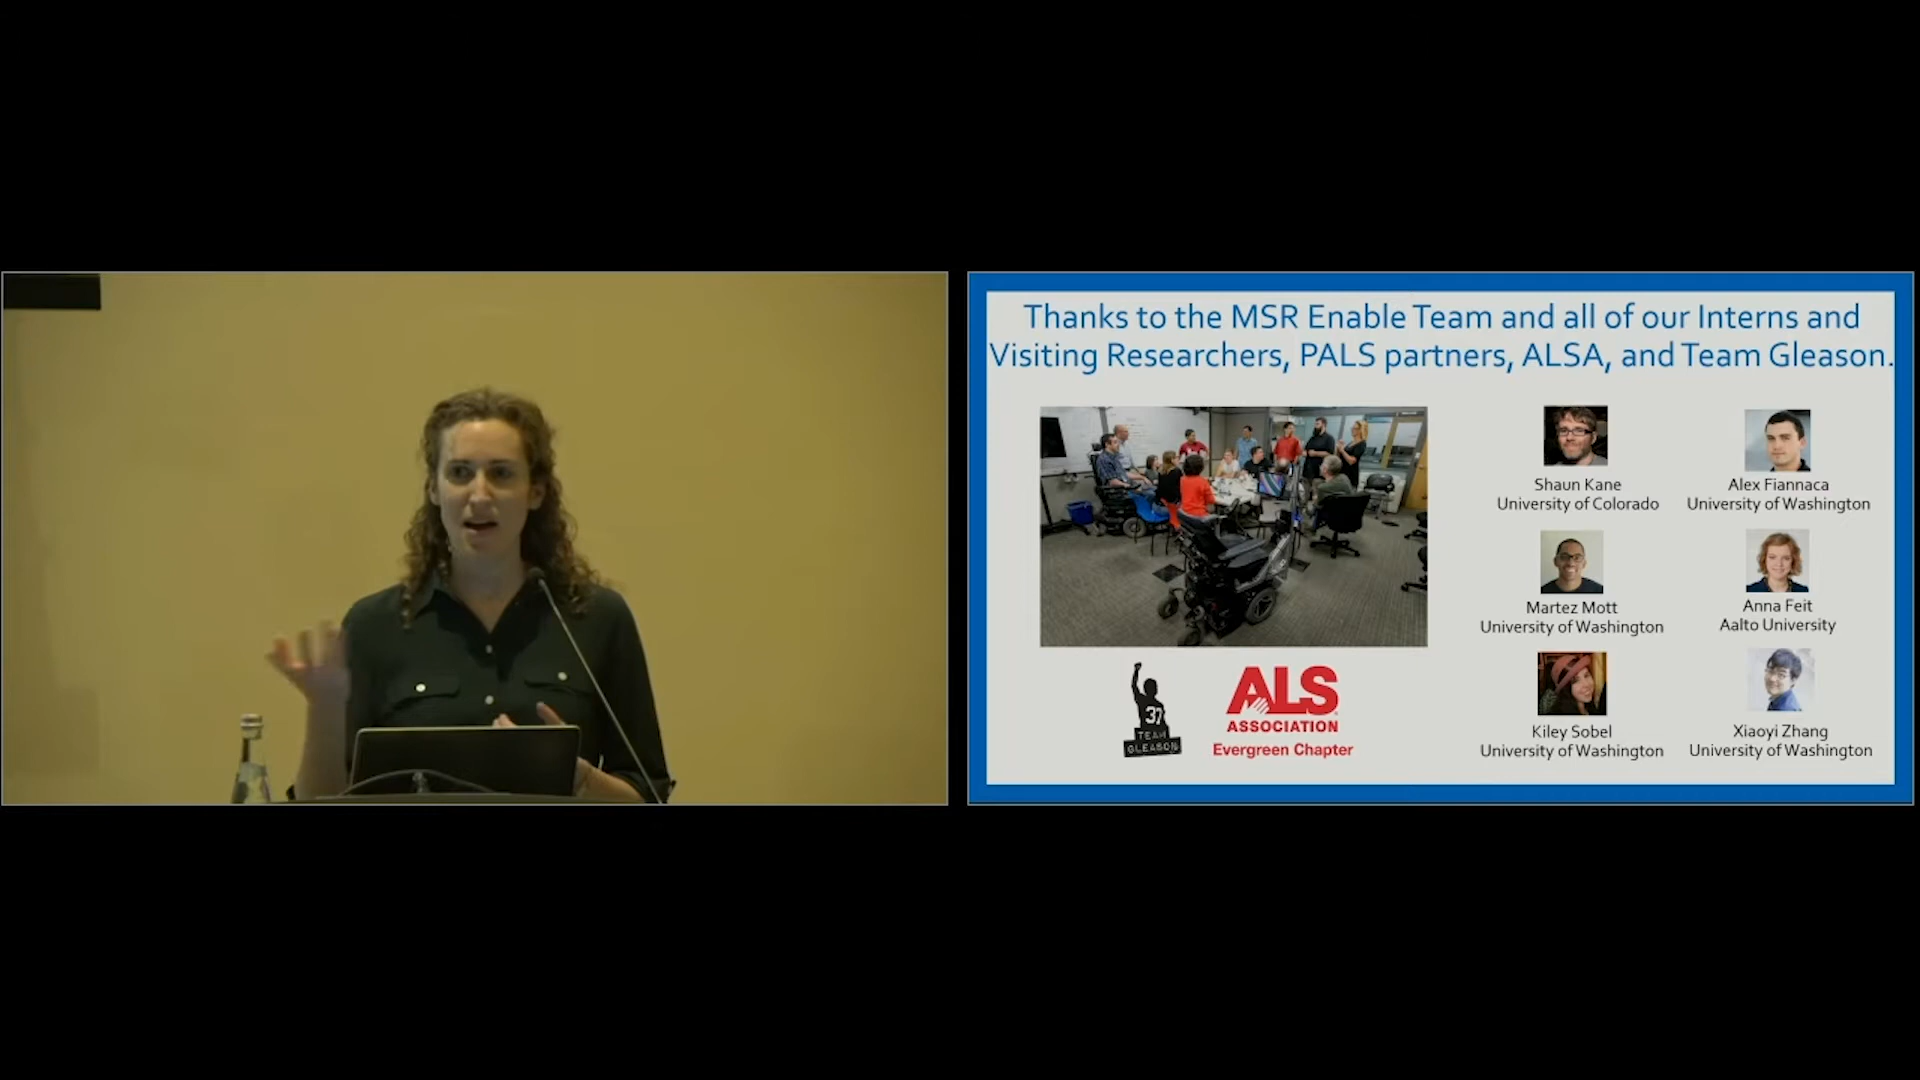 Thanks to the MSR Enable Team and all of our Interns and
Visiting Researchers, PALS partners, ALSA, and Team Gleason.
Shaun Kane
University of Colorado
Alex Fiannaca
University of Washington
Martez Mott
University of Washington
Anna Feit
Aalto University
Kiley Sobel
University of Washington
Xiaoyi Zhang
University of Washington
37
TEAM
GLEASON
ALS
ASSOCIATION
Evergreen Chapter